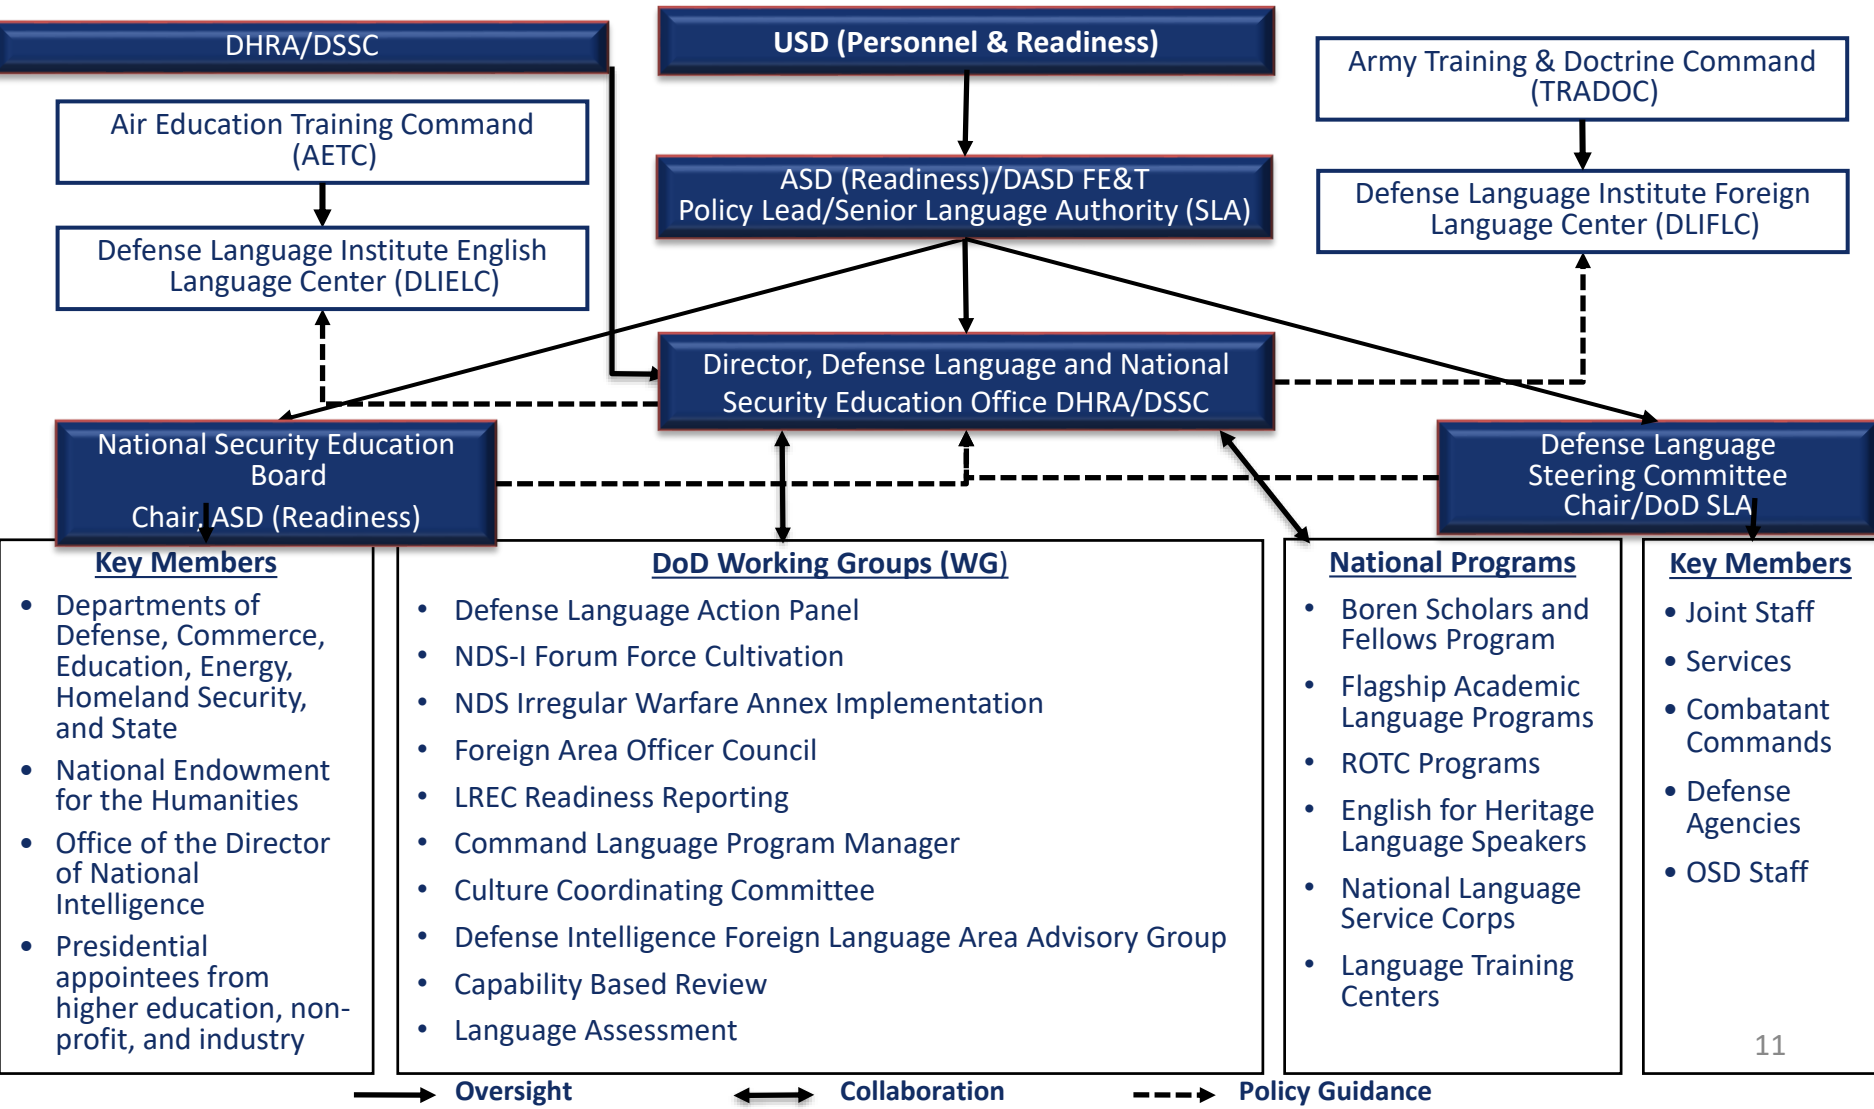 DHRA/DSSC
USD (Personnel & Readiness)
Army Training & Doctrine Command
(TRADOC)
Air Education Training Command
(AETC)
ASD (Readiness)/DASD FE&T
Policy Lead/Senior Language Authority (SLA)
Defense Language Institute Foreign
Language Center (DLIFLC)
Defense Language Institute English
Language Center (DLIELC)
Director, Defense Language and National
Security Education Office DHRA/DSSC
National Security Education
Board
Chair, ASD (Readiness)
Defense Language
Steering Committee
Chair/DoD SLA
Key Members
• Departments of
Defense, Commerce,
Education, Energy,
Homeland Security,
and State
• National Endowment
for the Humanities
• Office of the Director
of National
Intelligence
• Presidential
appointees from
higher education, non-
profit, and industry
DoD Working Groups (WG)
• Defense Language Action Panel
• NDS-I Forum Force Cultivation
• NDS Irregular Warfare Annex Implementation
• Foreign Area Officer Council
• LREC Readiness Reporting
• Command Language Program Manager
• Culture Coordinating Committee
• Defense Intelligence Foreign Language Area Advisory Group
• Capability Based Review
• Language Assessment
National Programs
• Boren Scholars and
Fellows Program
• Flagship Academic
Language Programs
• ROTC Programs
• English for Heritage
Language Speakers
• National Language
Service Corps
• Language Training
Centers
Key Members
• Joint Staff
• Services
• Combatant
Commands
• Defense
Agencies
• OSD Staff
11
Oversight
Collaboration
Policy Guidance